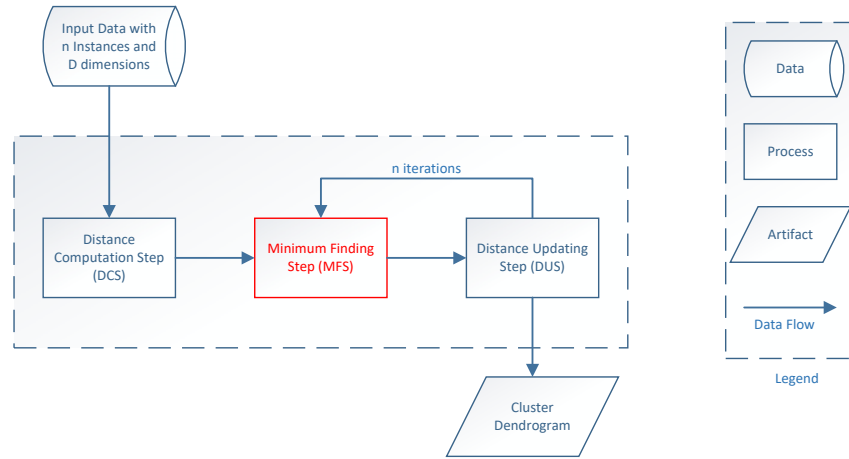 Input Data with
n Instances and
D dimensions
n iterations
Distance
Computation Step
(DCS)
Minimum Finding
Step (MFS)
Distance Updating
Step (DUS)
Cluster
Dendrogram
Data
Process
Artifact
Data Flow
Legend